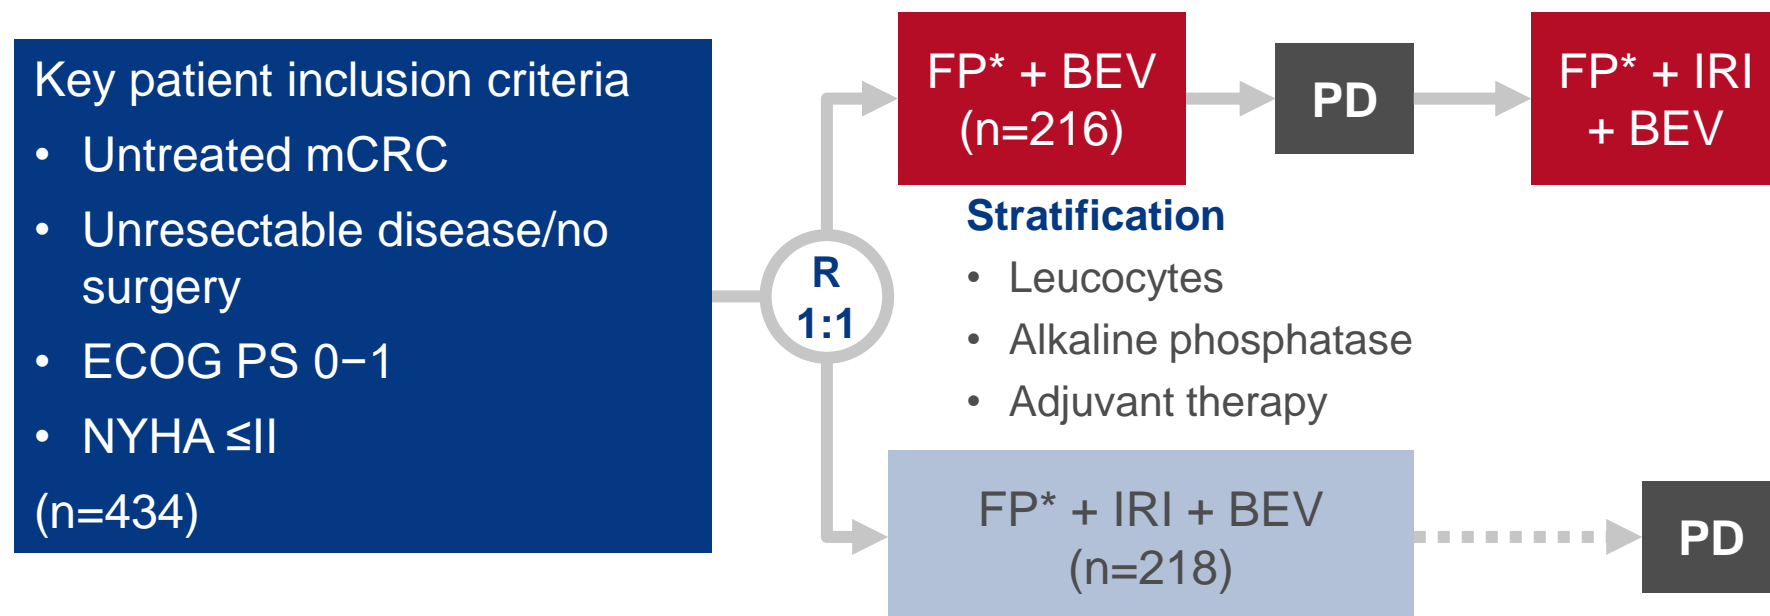 Key patient inclusion criteria
• Untreated mCRC
• Unresectable disease/no
surgery
• ECOG PS 0−1
• NYHA ≤II
(n=434)
R
1:1
FP* + BEV
(n=216)
PD
FP* + IRI
+ BEV
Stratification
• Leucocytes
• Alkaline phosphatase
• Adjuvant therapy
FP* + IRI + BEV
(n=218)
PD